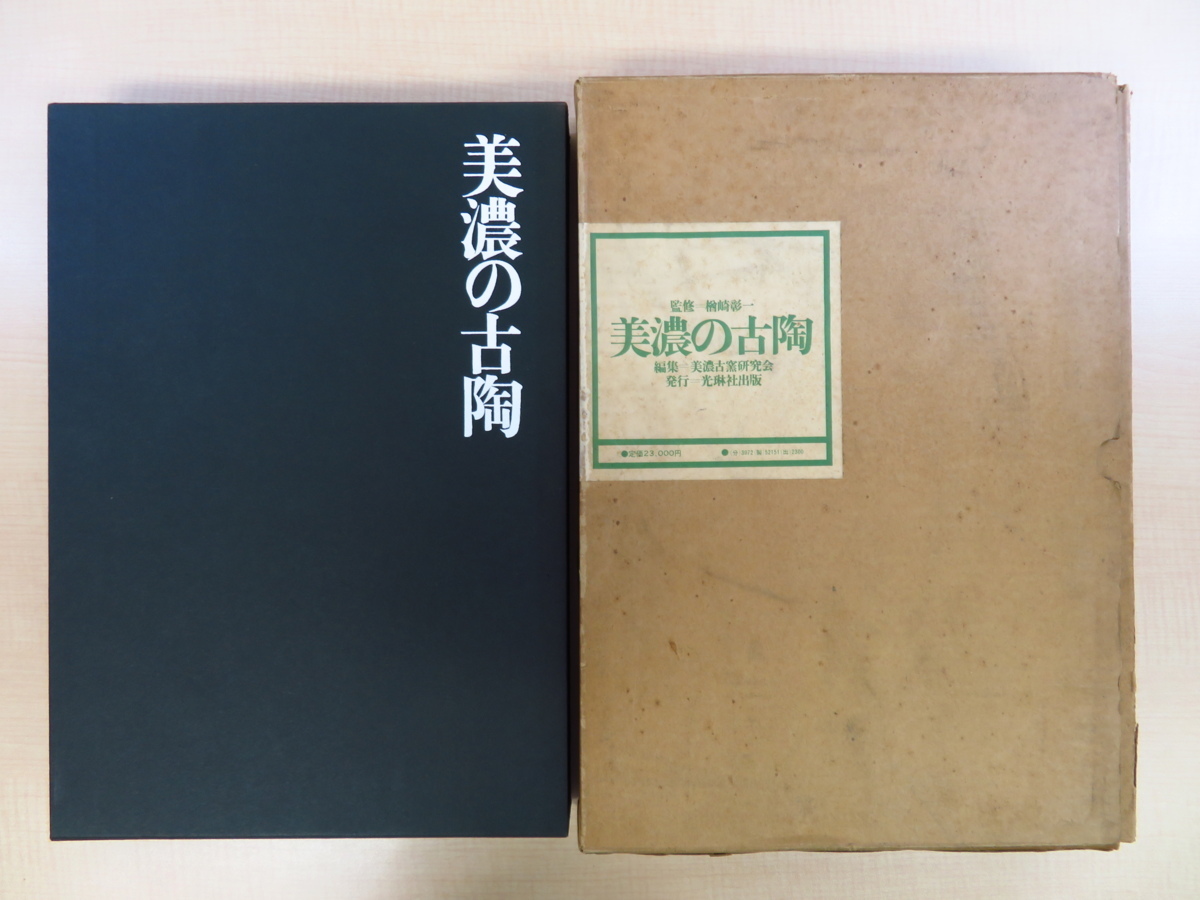 美濃の古陶
監修＝楢崎彰一
美濃の古陶
編集＝美濃古窯研究会
発行＝光琳社出版
●定価23,000円